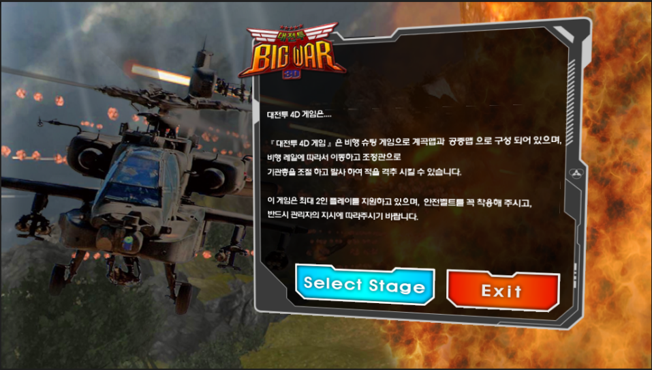 대전투
BIG WAR
3D
대전투 4D 게임은....
『 대전투 4D 게임 』은 비행 슈팅 게임으로 계곡맵과 공중맵 으로 구성 되어 있으며,
비행 레일에 따라서 이동하고 조정관으로
기관총을 조절 하고 발사 하여 적을 격추 시킬 수 있습니다.
이 게임은 최대 2인 플레이를 지원하고 있으며, 안전벨트를 꼭 착용해 주시고,
반드시 관리자의 지시에 따라주시기 바랍니다.
Select Stage
Exit